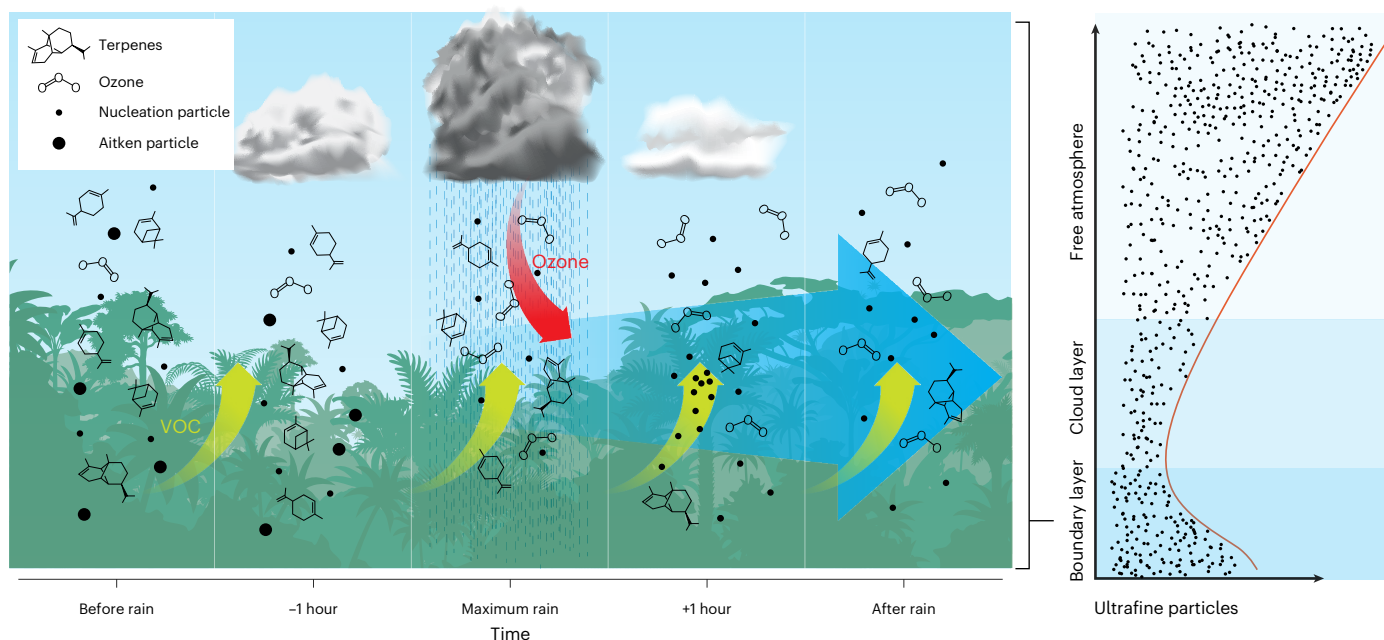 Terpenes
Ozone
Nucleation particle
Aitken particle
VOC
Ozone
Before rain
–1 hour
Maximum rain
+1 hour
After rain
Time
Free atmosphere
Cloud layer
Boundary layer
Ultrafine particles